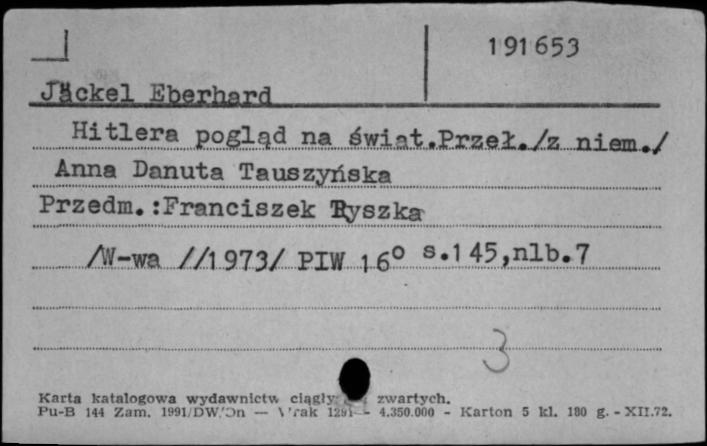 191653
Jäckel Eberhard
Hitlera pogląd na świat.Przeł./z niem./
Anna Danuta Tauszyńska
Przedm.:Franciszek Ryszka
/W-wa //1973/ PIW 16° s.145,nlb.7
3
Karta katalogowa wydawnictw ciągły zwartych.
Pu-B 144 Zam. 1991/DW/Dn — 4.350.000 - Karton 5 kl. 180 g. - XII.72.